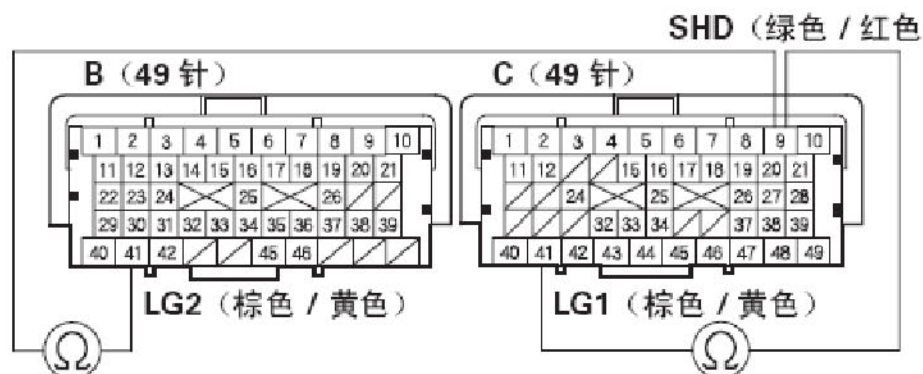 SHD（绿色 / 红色
B（49 针）
1 2 3 4 5 6 7 8 9 10
11 12 13 14 15 16 17 18 19 20 21
22 23 24 25 26
29 30 31 32 33 34 35 36 37 38 39
40 41 42 45 46
LG2（棕色 / 黄色）
Ω
C（49 针）
1 2 3 4 5 6 7 8 9 10
11 12 15 16 17 18 19 20 21
24 25 26 27 28
32 33 34 37 38 39
40 41 42 43 44 45 46 47 48 49
LG1（棕色 / 黄色）
Ω